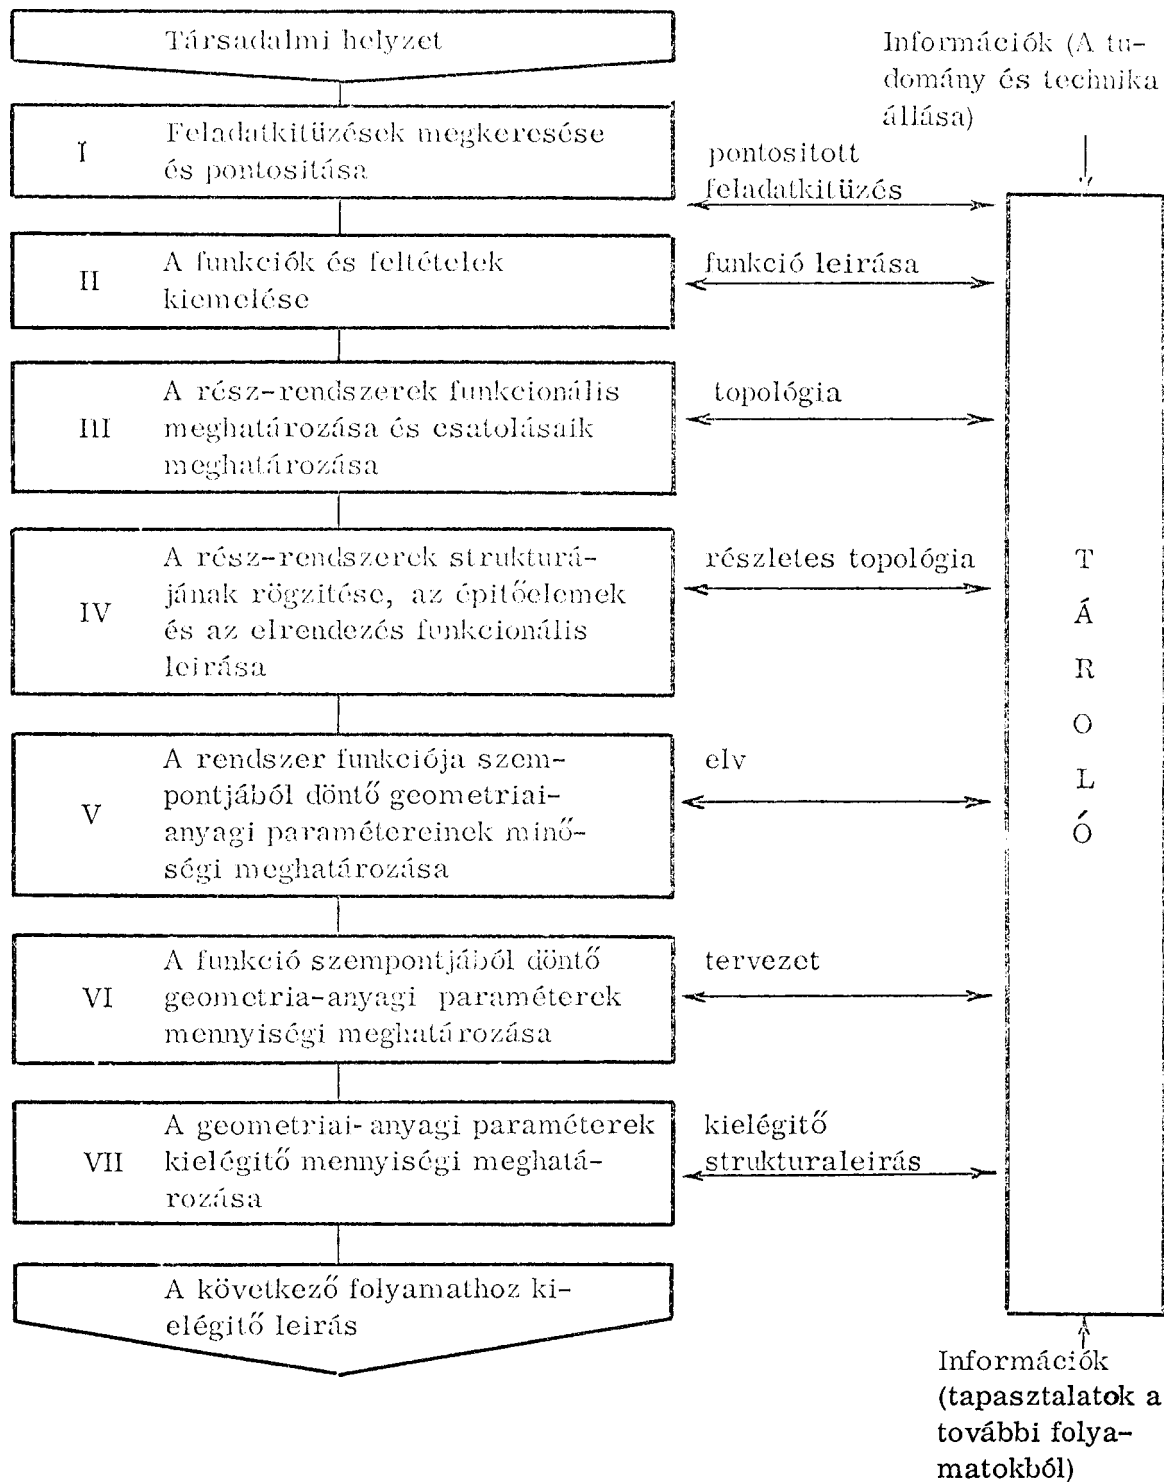 Társadalmi helyzet
Információk (A tu-
domány és technika
állása)
I
Feladatkitüzések megkeresése
és pontositása
pontositott
feladatkitüzés
II
A funkciók és feltételek
kiemelése
funkció leirása
III
A rész-rendszerek funkcionális
meghatározása és csatolásaik
meghatározása
topológia
IV
A rész-rendszerek strukturá-
jának rögzitése, az épitőelemek
és az elrendezés funkcionális
leirása
részletes topológia
V
A rendszer funkciója szem-
pontjából döntő geometriai-
anyagi paramétereinek minő-
ségi meghatározása
elv
VI
A funkció szempontjából döntő
geometria-anyagi paraméterek
mennyiségi meghatározása
tervezet
VII
A geometriai-anyagi paraméterek
kielégitő mennyiségi meghatá-
rozása
kielégitő
strukturaleirás
A következő folyamathoz ki-
elégitő leirás
T
Á
R
O
L
Ó
Információk
(tapasztalatok a
további folya-
matokból)